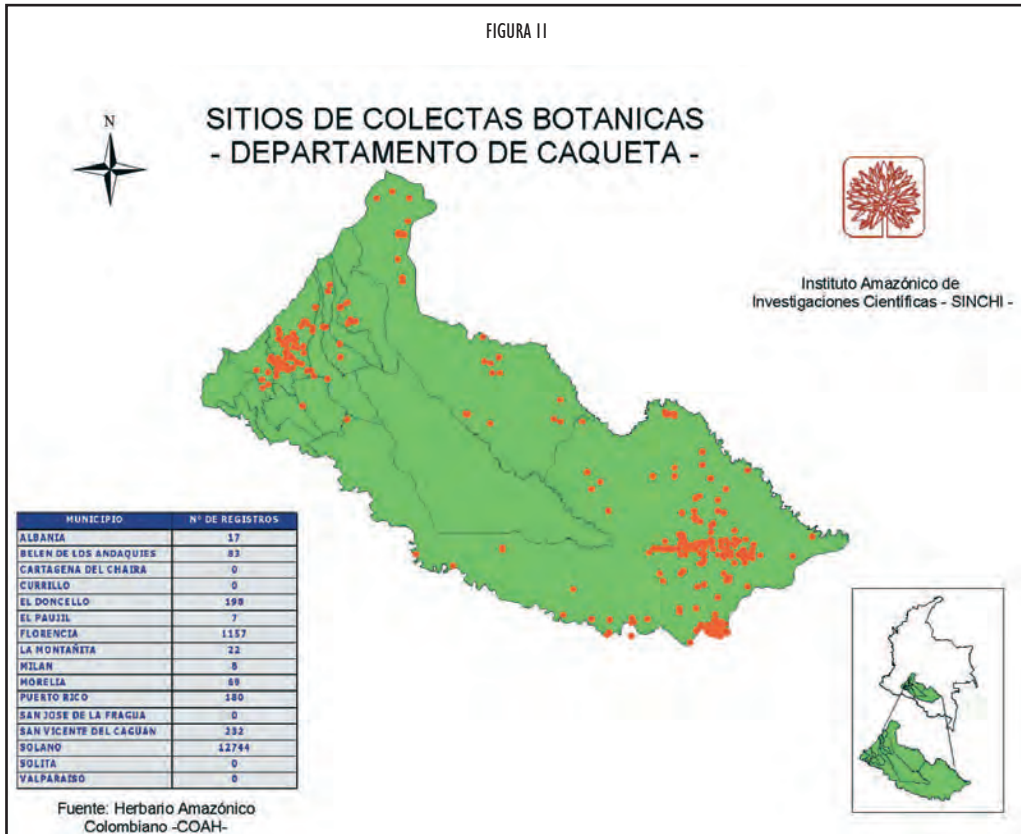 FIGURA 11
SITIOS DE COLECTAS BOTANICAS
- DEPARTAMENTO DE CAQUETA -
N
Instituto Amazónico de
Investigaciones Científicas - SINCHI -
MUNICIPIO Nº DE REGISTROS
ALBANIA 17
BELEN DE LOS ANDAQUIES 83
CARTAGENA DEL CHAIRA 0
CURRILLO 0
EL DONCELLO 198
EL PAUJIL 7
FLORENCIA 1157
LA MONTAÑITA 22
MILAN
MORELIA 69
PUERTO RICO 180
SAN JOSE DE LA FRAGUA 0
SAN VICENTE DEL CAGUAN 232
SOLANO 12744
SOLITA 0
VALPARAISO 0
Fuente: Herbario Amazónico
Colombiano -COAH-